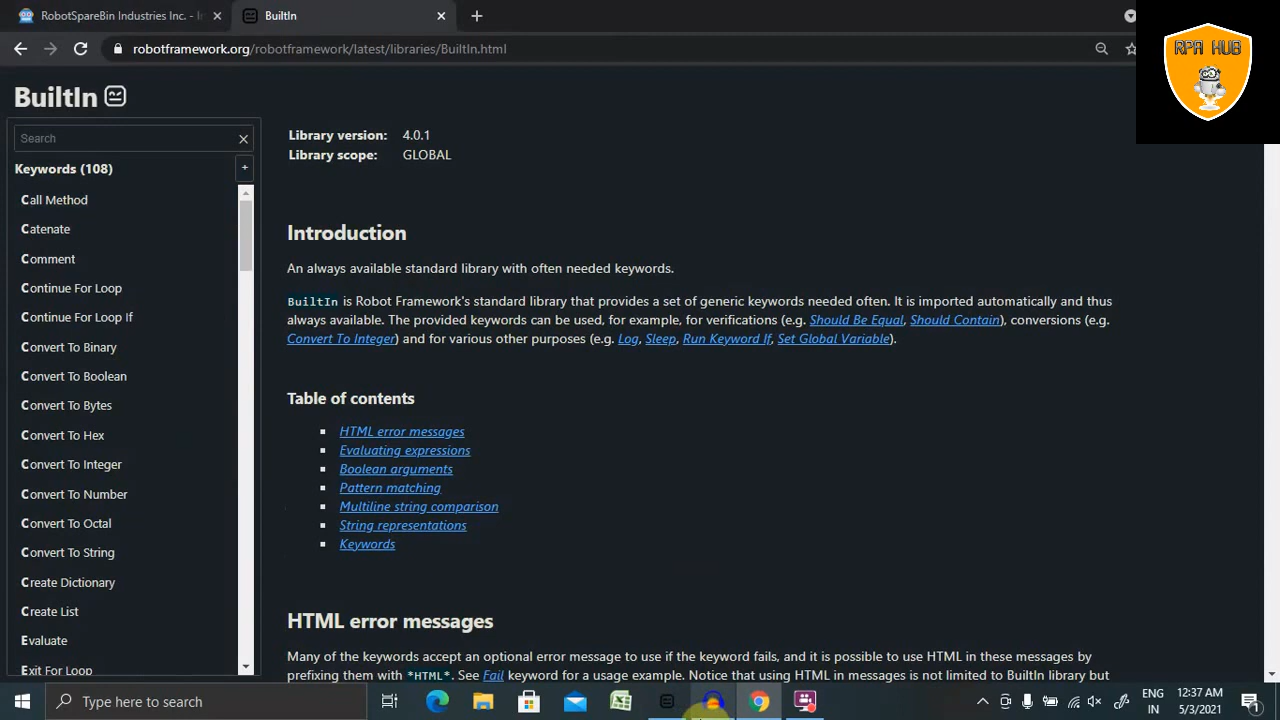 RobotSpareBin Industries Inc. - In
BuiltIn
robotframework.org/robotframework/latest/libraries/BuiltIn.html
RPA HUB
BuiltIn
Search
Keywords (108)
+
Call Method
Catenate
Comment
Continue For Loop
Continue For Loop If
Convert To Binary
Convert To Boolean
Convert To Bytes
Convert To Hex
Convert To Integer
Convert To Number
Convert To Octal
Convert To String
Create Dictionary
Create List
Evaluate
Exit For Loop
Library version: 4.0.1
Library scope: GLOBAL
Introduction
An always available standard library with often needed keywords.
BuiltIn is Robot Framework's standard library that provides a set of generic keywords needed often. It is imported automatically and thus
always available. The provided keywords can be used, for example, for verifications (e.g. Should Be Equal, Should Contain), conversions (e.g.
Convert To Integer) and for various other purposes (e.g. Log, Sleep, Run Keyword If, Set Global Variable).
Table of contents
HTML error messages
Evaluating expressions
Boolean arguments
Pattern matching
Multiline string comparison
String representations
Keywords
HTML error messages
Many of the keywords accept an optional error message to use if the keyword fails, and it is possible to use HTML in these messages by
prefixing them with *HTML*. See Fail keyword for a usage example. Notice that using HTML in messages is not limited to BuiltIn library but
Type here to search
ENG
IN
12:37 AM
5/3/2021
1